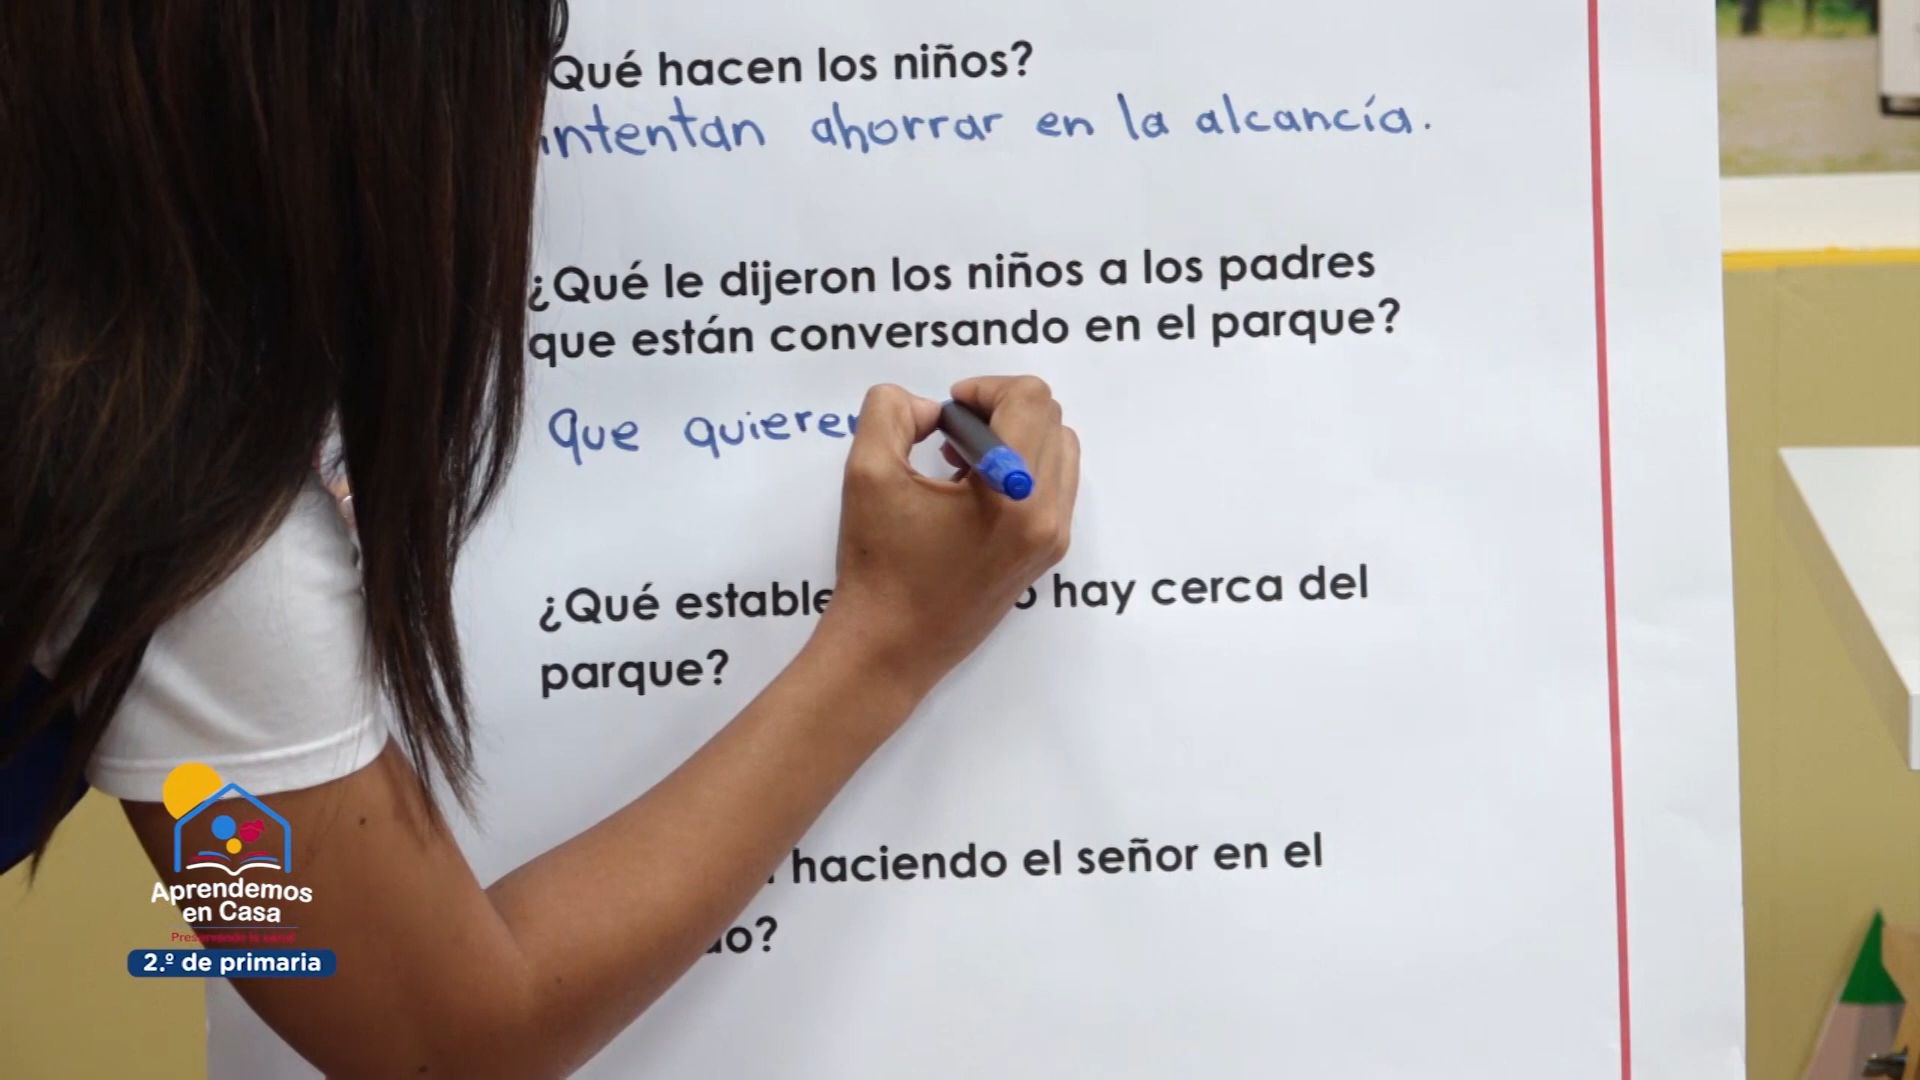 Qué hacen los niños?
intentan ahorrar en la alcancía.
¿Qué le dijeron los niños a los padres
que están conversando en el parque?
Que quieren
¿Qué hay cerca del
parque?
haciendo el señor en el
Aprendemos
en Casa
2.º de primaria